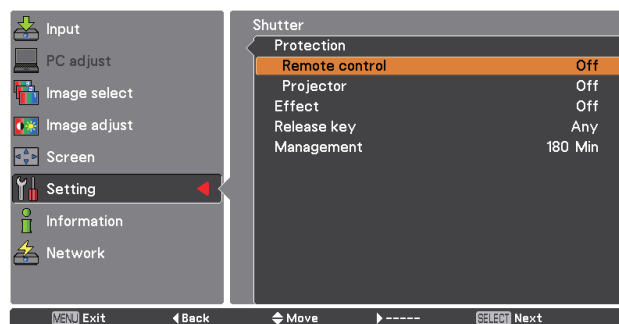 Input
PC adjust
Image select
Image adjust
Screen
Setting
Information
Network
Shutter
Protection
Remote control Off
Projector Off
Effect Off
Release key Any
Management 180 Min
MENU Exit ◀Back ⬍Move ▶----- SELECT Next